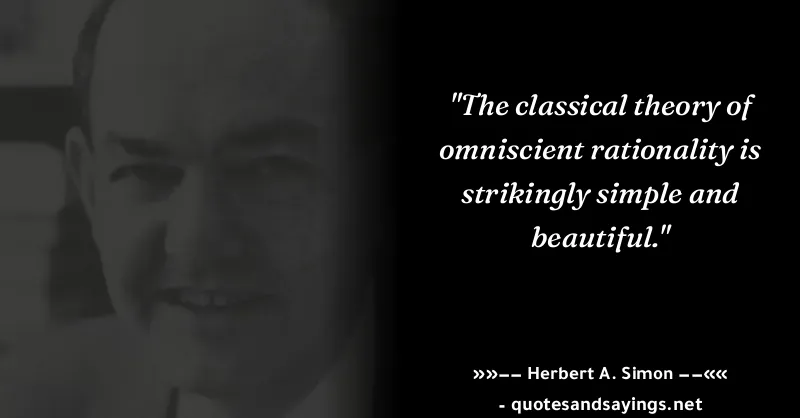 "The classical theory of
omniscient rationality is
strikingly simple and
beautiful."
»»−− Herbert A. Simon −−««
- quotesandsayings.net